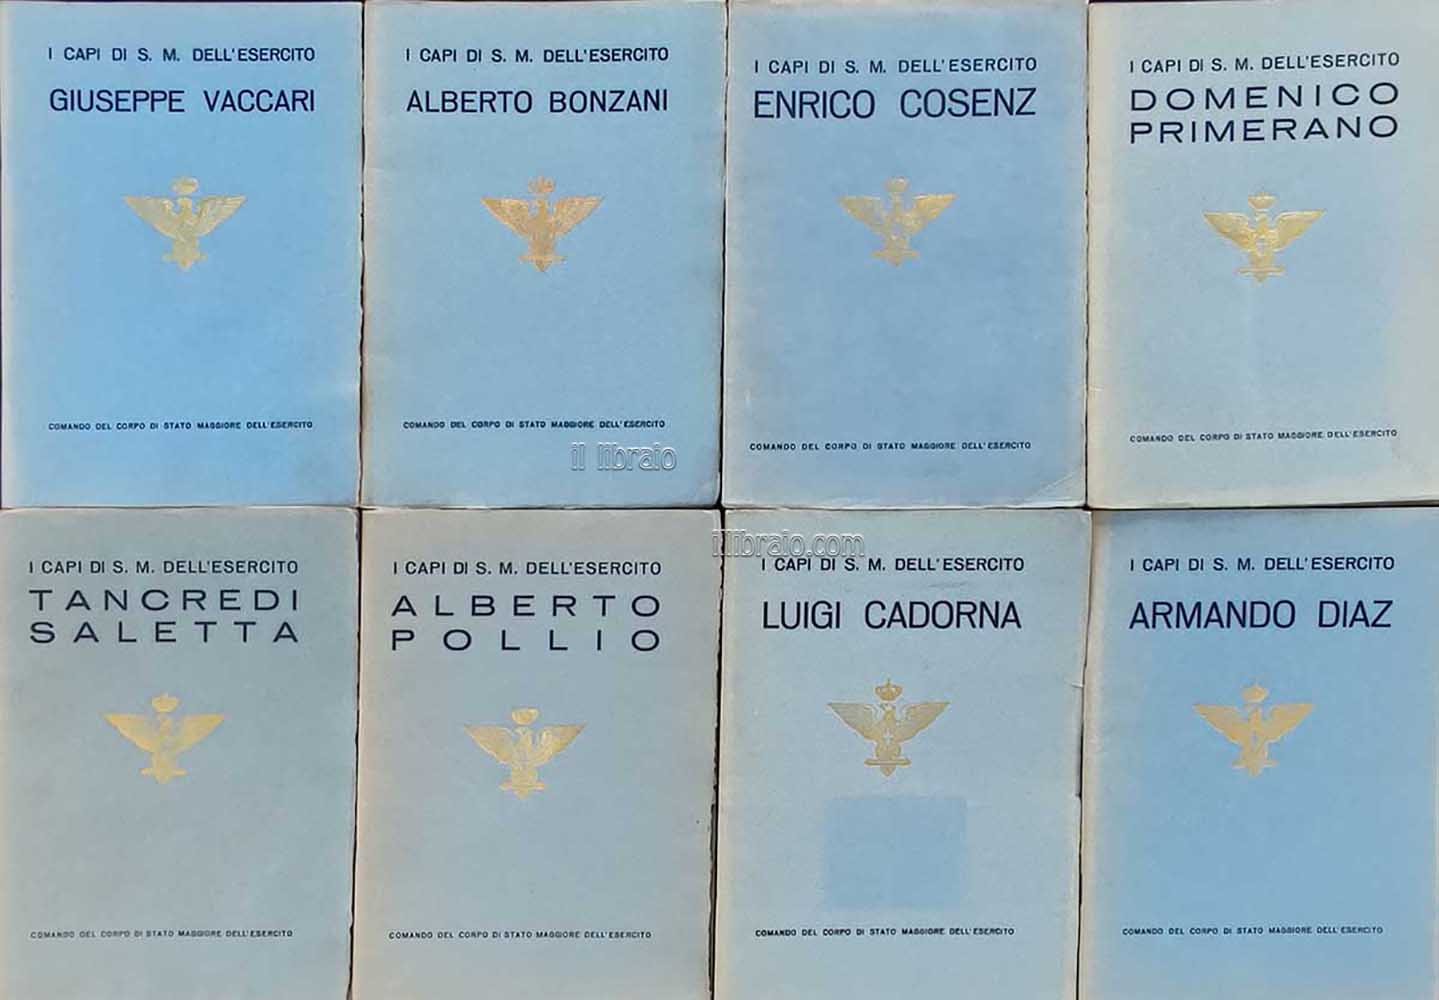 I CAPI DI S. M. DELL'ESERCITO
GIUSEPPE VACCARI
COMANDO DEL CORPO DI STATO MAGGIORE DELL'ESERCITO
I CAPI DI S. M. DELL'ESERCITO
ALBERTO BONZANI
COMANDO DEL CORPO DI STATO MAGGIORE DELL'ESERCITO
il libraio
I CAPI DI S. M. DELL'ESERCITO
ENRICO COSENZ
COMANDO DEL CORPO DI STATO MAGGIORE DELL'ESERCITO
I CAPI DI S. M. DELL'ESERCITO
DOMENICO
PRIMERANO
COMANDO DEL CORPO DI STATO MAGGIORE DELL'ESERCITO
I CAPI DI S. M. DELL'ESERCITO
TANCREDI
SALETTA
COMANDO DEL CORPO DI STATO MAGGIORE DELL'ESERCITO
I CAPI DI S. M. DELL'ESERCITO
ALBERTO
POLLIO
COMANDO DEL CORPO DI STATO MAGGIORE DELL'ESERCITO
illibraio.com
I CAPI DI S. M. DELL'ESERCITO
LUIGI CADORNA
COMANDO DEL CORPO DI STATO MAGGIORE DELL'ESERCITO
I CAPI DI S. M. DELL'ESERCITO
ARMANDO DIAZ
COMANDO DEL CORPO DI STATO MAGGIORE DELL'ESERCITO